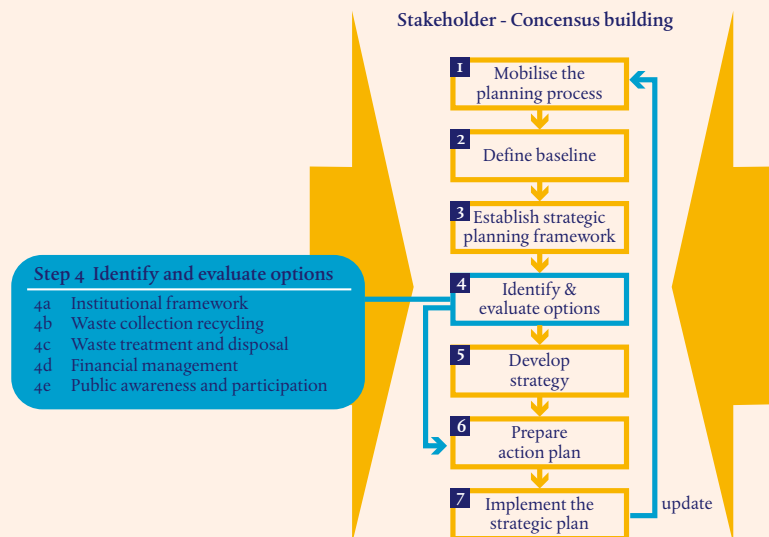 Stakeholder - Concensus building
1
Mobilise the
planning process
2
Define baseline
3
Establish strategic
planning framework
Step 4 Identify and evaluate options
4a Institutional framework
4b Waste collection recycling
4c Waste treatment and disposal
4d Financial management
4e Public awareness and participation
4
Identify &
evaluate options
5
Develop
strategy
6
Prepare
action plan
7
Implement the
strategic plan
update